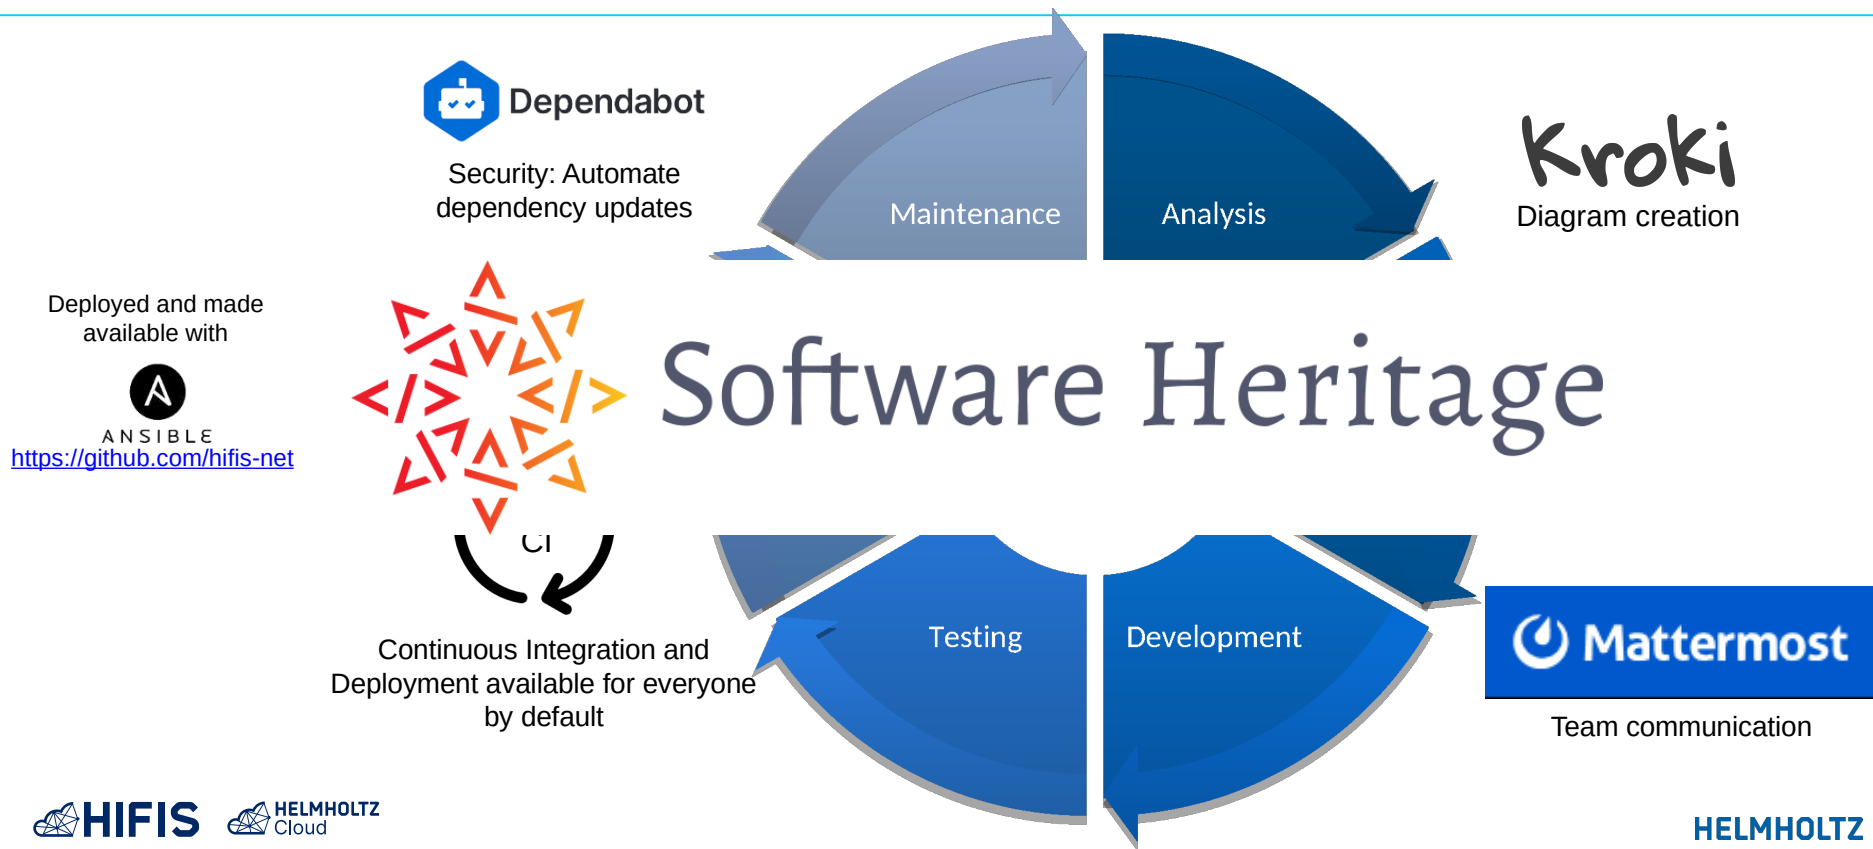 Dependabot
Security: Automate
dependency updates
Maintenance
Analysis
Kroki
Diagram creation
Deployed and made
available with
ANSIBLE
https://github.com/hifis-net
Software Heritage
CI
Continuous Integration and
Deployment available for everyone
by default
Testing
Development
Mattermost
Team communication
HIFIS
HELMHOLTZ
Cloud
HELMHOLTZ